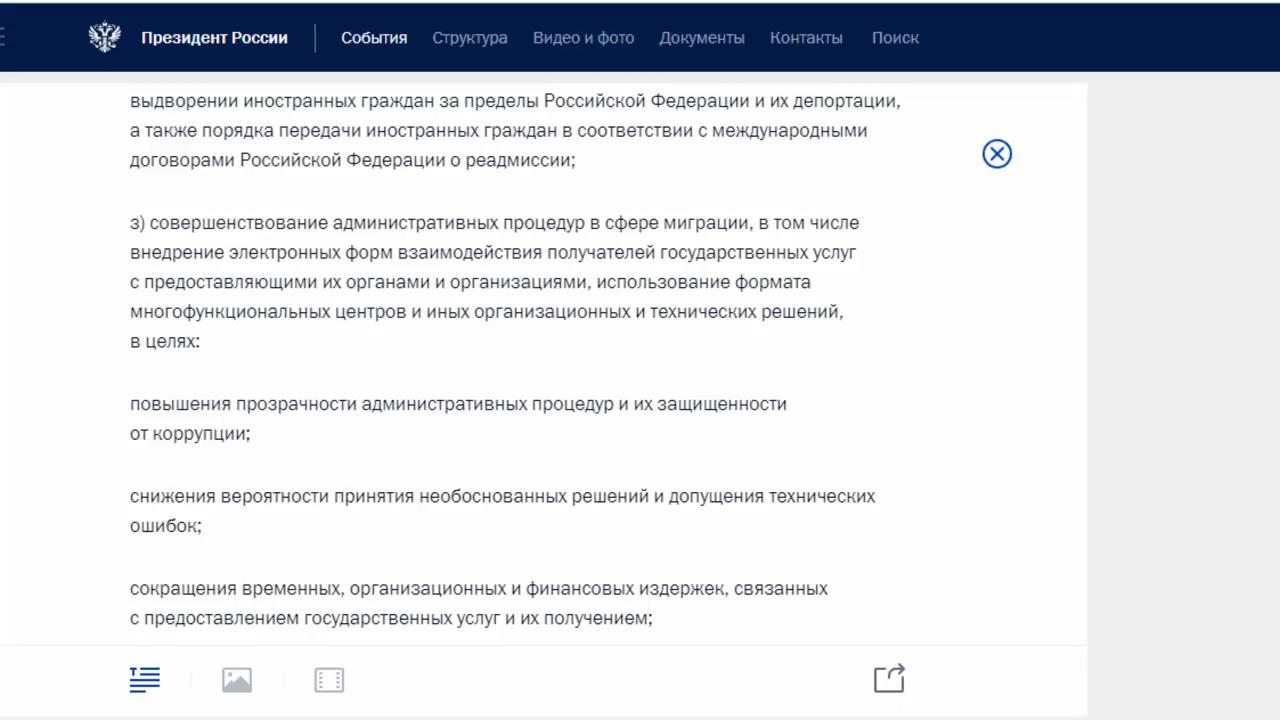 Президент России События Структура Видео и фото Документы Контакты Поиск
выдворении иностранных граждан за пределы Российской Федерации и их депортации,
а также порядка передачи иностранных граждан в соответствии с международными
договорами Российской Федерации о реадмиссии;
з) совершенствование административных процедур в сфере миграции, в том числе
внедрение электронных форм взаимодействия получателей государственных услуг
с предоставляющими их органами и организациями, использование формата
многофункциональных центров и иных организационных и технических решений,
в целях:
повышения прозрачности административных процедур и их защищенности
от коррупции;
снижения вероятности принятия необоснованных решений и допущения технических
ошибок;
сокращения временных, организационных и финансовых издержек, связанных
с предоставлением государственных услуг и их получением;